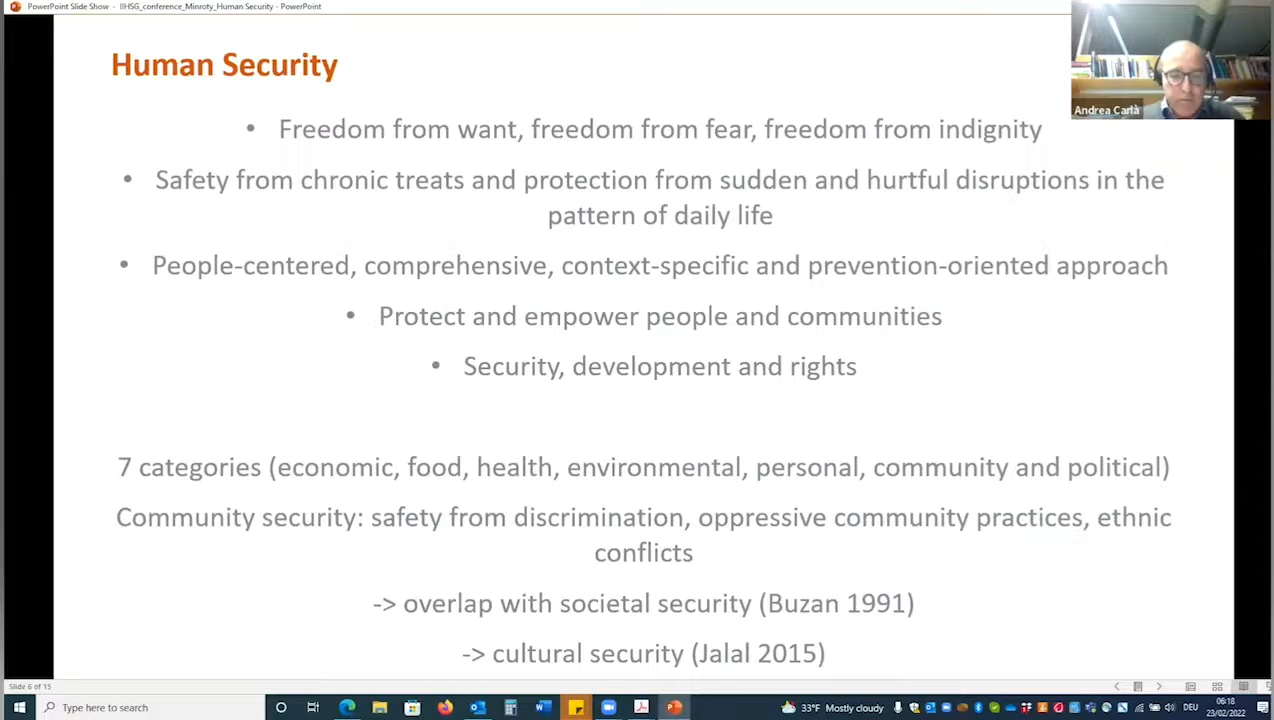 PowerPoint Slide Show - IIHSG_conference_Minroty_Human Security - PowerPoint
Human Security
Andrea Carlà
• Freedom from want, freedom from fear, freedom from indignity
• Safety from chronic treats and protection from sudden and hurtful disruptions in the
pattern of daily life
• People-centered, comprehensive, context-specific and prevention-oriented approach
• Protect and empower people and communities
• Security, development and rights
7 categories (economic, food, health, environmental, personal, community and political)
Community security: safety from discrimination, oppressive community practices, ethnic
conflicts
-> overlap with societal security (Buzan 1991)
-> cultural security (Jalal 2015)
Slide 6 of 15
Type here to search
33°F Mostly cloudy
DEU
06:18
23/02/2022